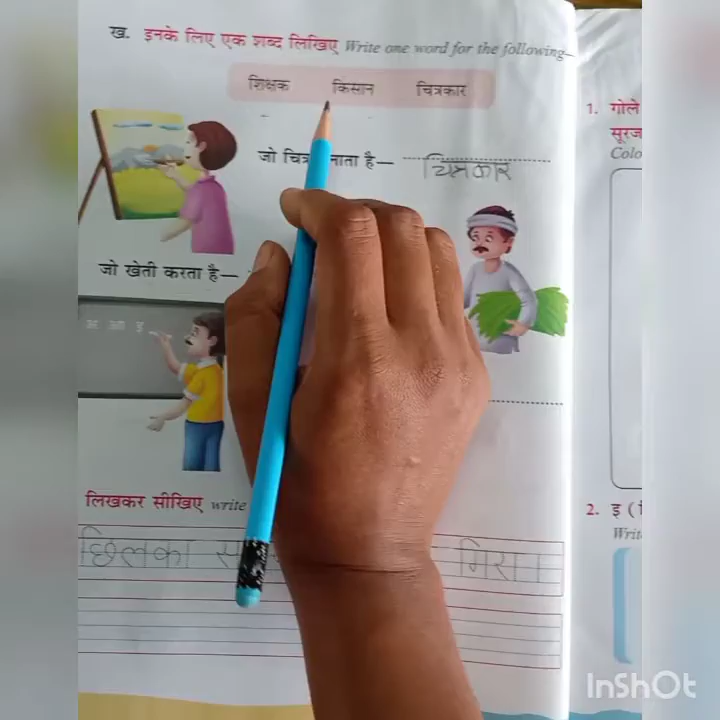 ख. इनके लिए एक शब्द लिखिए Write one word for the following—
शिक्षक किसान चित्रकार
जो चित्र नाता है— चित्रकार
जो खेती करता है—
अ आ इ
लिखकर सीखिए write
छिलका स गिरा।
1. गोले
सूरज
Colo
2. इ (ि
Writ
InShOt